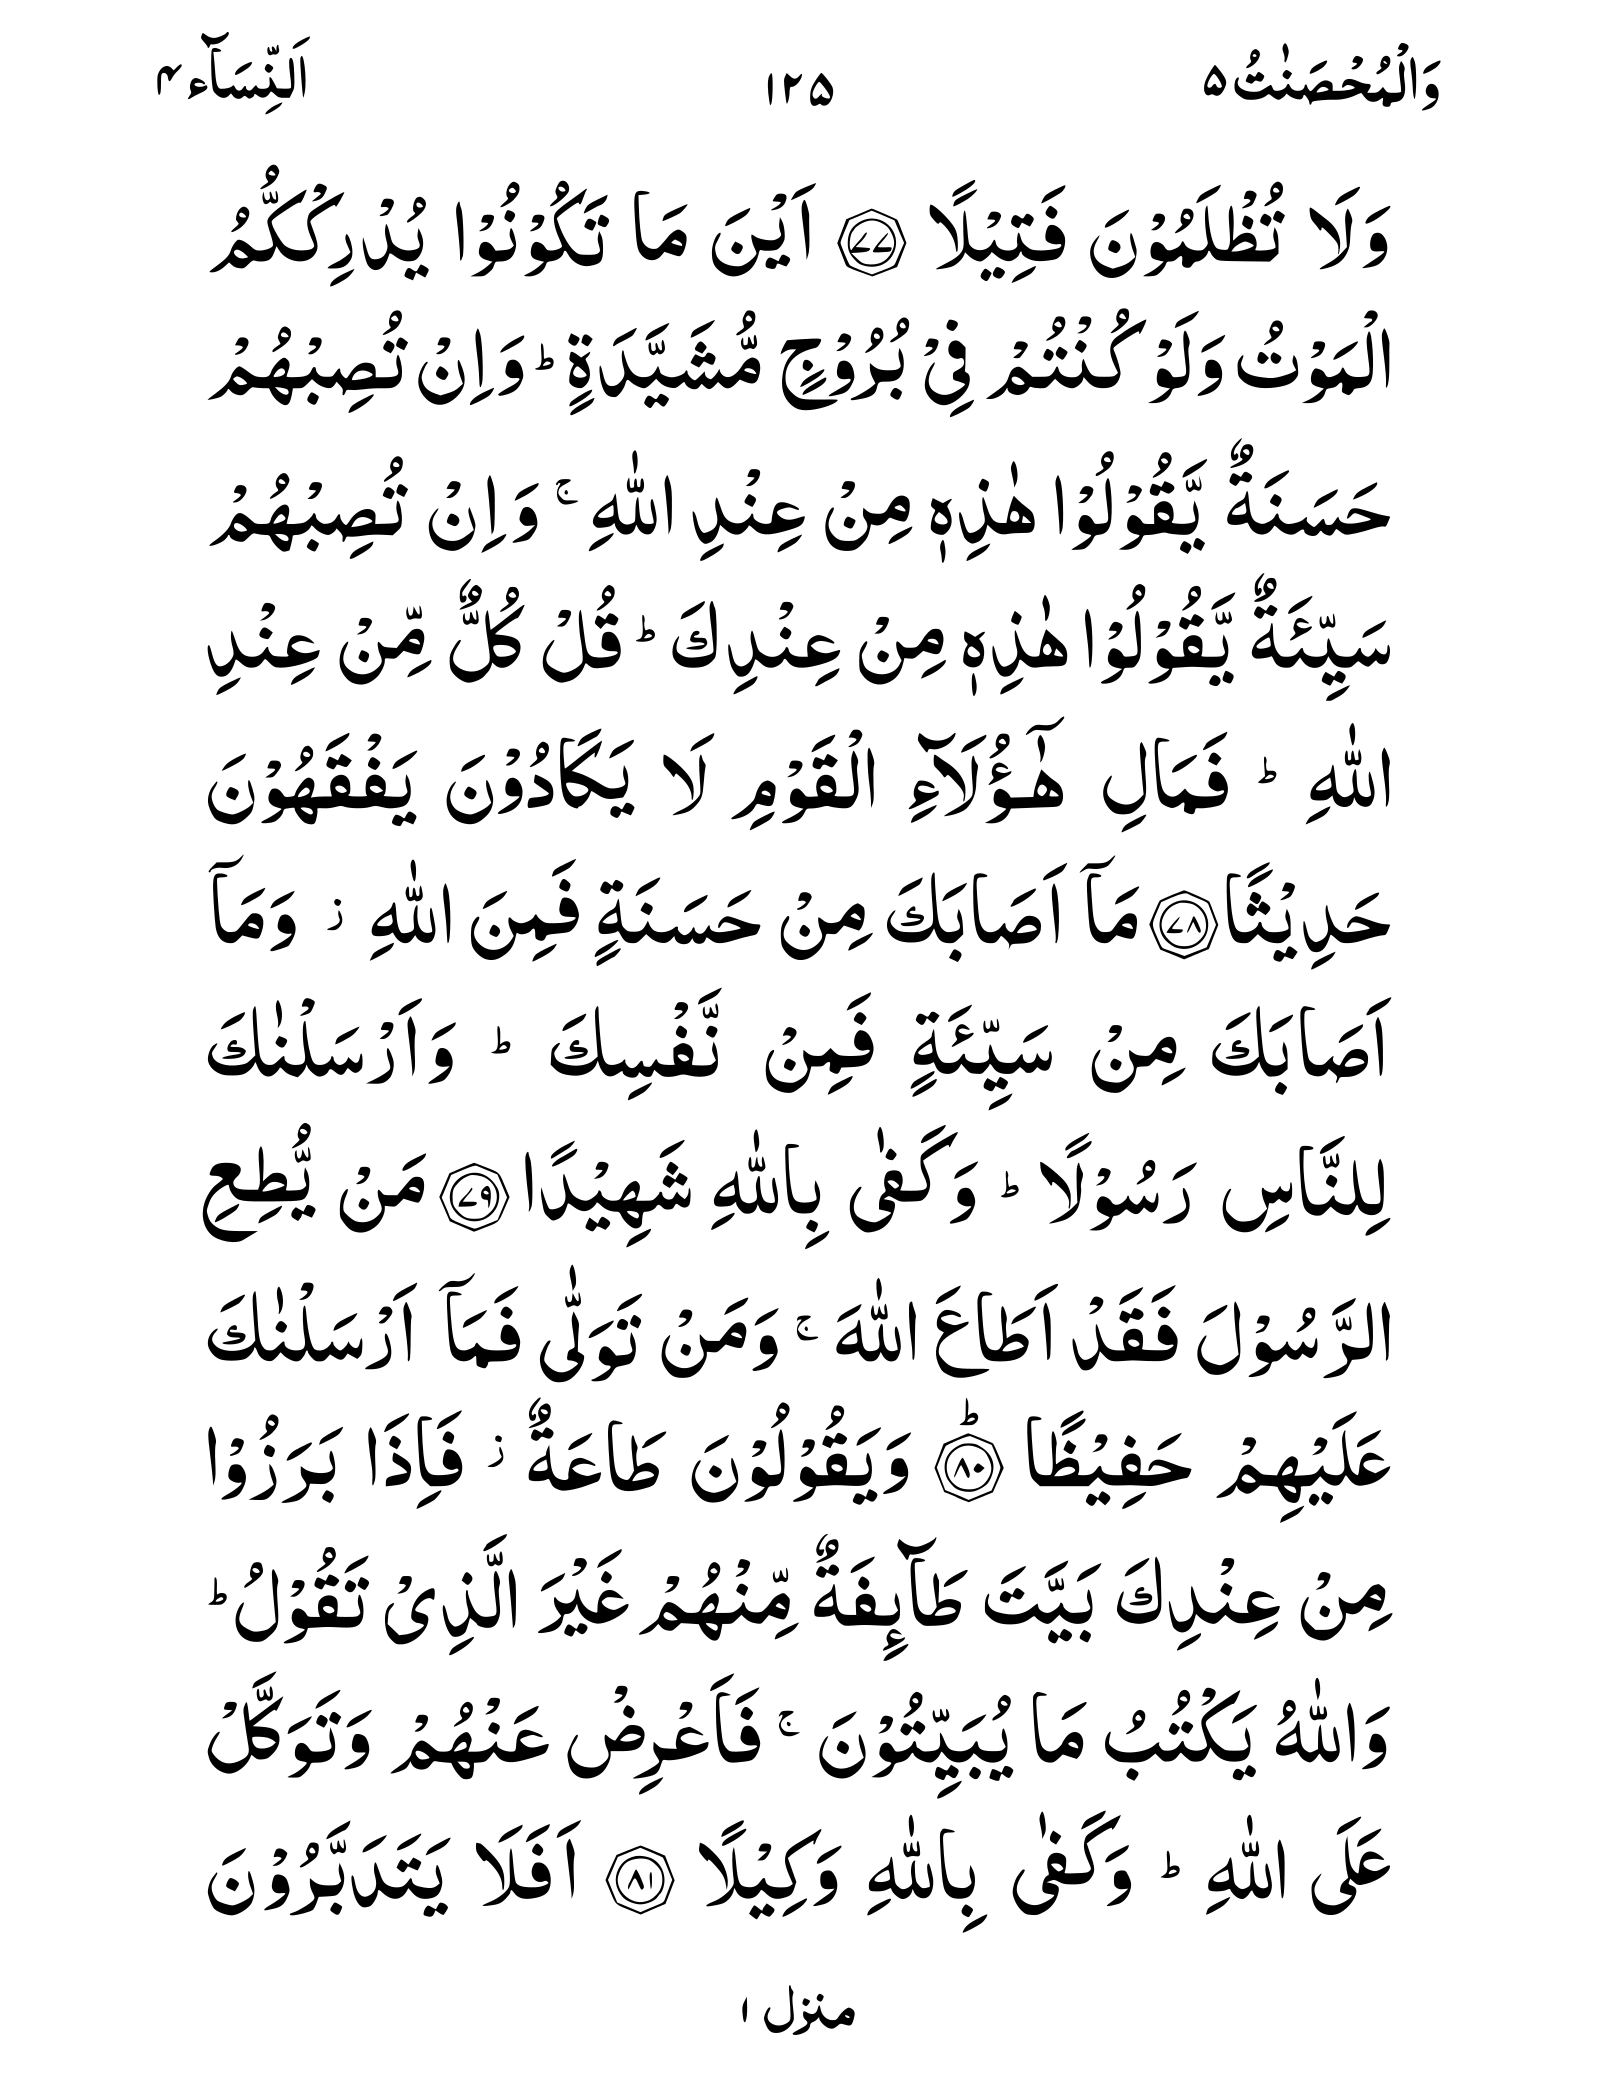 وَالْمُحْصَنٰتُ ۵ ۱۲۵ اَلنِّسَآء ۴
وَلَا تُظْلَمُوْنَ فَتِيْلًا ﴿۷۷﴾ اَيْنَ مَا تَكُوْنُوْا يُدْرِكْكُّمُ
الْمَوْتُ وَلَوْ كُنْتُمْ فِيْ بُرُوْجٍ مُّشَيَّدَةٍ ؕ وَاِنْ تُصِبْهُمْ
حَسَنَةٌ يَّقُوْلُوْا هٰذِهٖ مِنْ عِنْدِ اللّٰهِ ۚ وَاِنْ تُصِبْهُمْ
سَيِّئَةٌ يَّقُوْلُوْا هٰذِهٖ مِنْ عِنْدِكَ ؕ قُلْ كُلٌّ مِّنْ عِنْدِ
اللّٰهِ ؕ فَمَالِ هٰٓؤُلَآءِ الْقَوْمِ لَا يَكَادُوْنَ يَفْقَهُوْنَ
حَدِيْثًا ﴿۷۸﴾ مَآ اَصَابَكَ مِنْ حَسَنَةٍ فَمِنَ اللّٰهِ ز وَمَآ
اَصَابَكَ مِنْ سَيِّئَةٍ فَمِنْ نَّفْسِكَ ؕ وَاَرْسَلْنٰكَ
لِلنَّاسِ رَسُوْلًا ؕ وَكَفٰى بِاللّٰهِ شَهِيْدًا ﴿۷۹﴾ مَنْ يُّطِعِ
الرَّسُوْلَ فَقَدْ اَطَاعَ اللّٰهَ ۚ وَمَنْ تَوَلّٰى فَمَآ اَرْسَلْنٰكَ
عَلَيْهِمْ حَفِيْظًا ؕ﴿۸۰﴾ وَيَقُوْلُوْنَ طَاعَةٌ ز فَاِذَا بَرَزُوْا
مِنْ عِنْدِكَ بَيَّتَ طَآئِفَةٌ مِّنْهُمْ غَيْرَ الَّذِيْ تَقُوْلُ ؕ
وَاللّٰهُ يَكْتُبُ مَا يُبَيِّتُوْنَ ۚ فَاَعْرِضْ عَنْهُمْ وَتَوَكَّلْ
عَلَى اللّٰهِ ؕ وَكَفٰى بِاللّٰهِ وَكِيْلًا ﴿۸۱﴾ اَفَلَا يَتَدَبَّرُوْنَ
منزل ۱